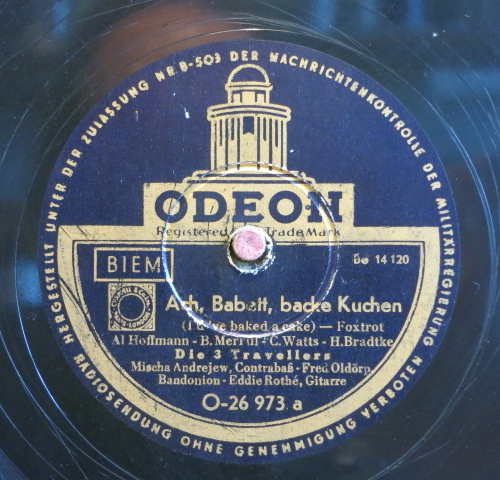 HERGESTELLT UNTER DER ZULASSUNG NR B-503 DER NACHRICHTENKONTROLLE DER MILITÄRREGIERUNG
RADIOSENDUNG OHNE GENEHMIGUNG VERBOTEN
ODEON
Registered Trade Mark
BIEM
Be 14 120
Ach, Babett, backe Kuchen
baked a cake) — Foxtrot
Al Hoffmann - B. Merrill - C. Watts - H. Bradtke
Die 3 Travellers
Mischa Andrejew, Contrabaß - Fred Oldörp,
Bandonion - Eddie Rothé, Gitarre
O-26 973 a